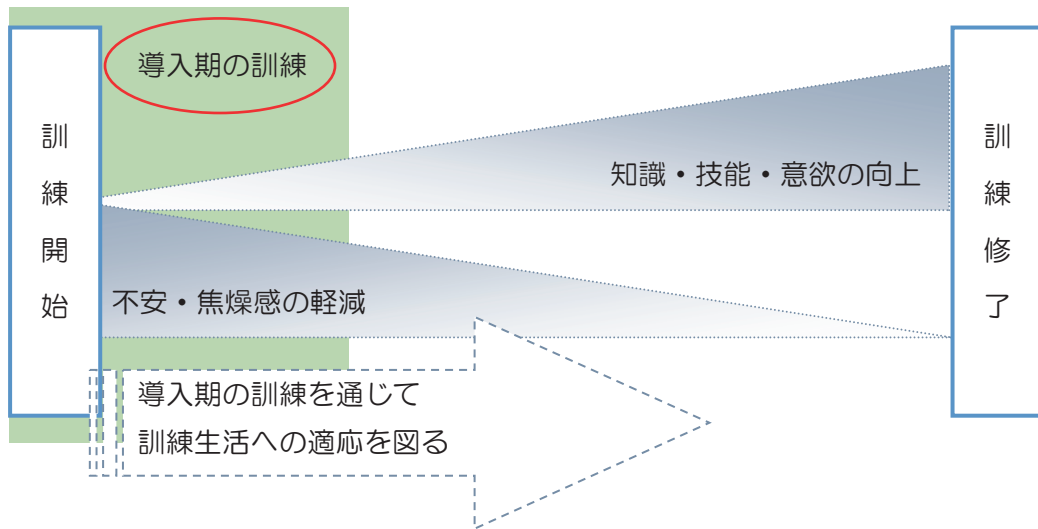 導入期の訓練
訓練開始
知識・技能・意欲の向上
不安・焦燥感の軽減
導入期の訓練を通じて
訓練生活への適応を図る
訓練修了